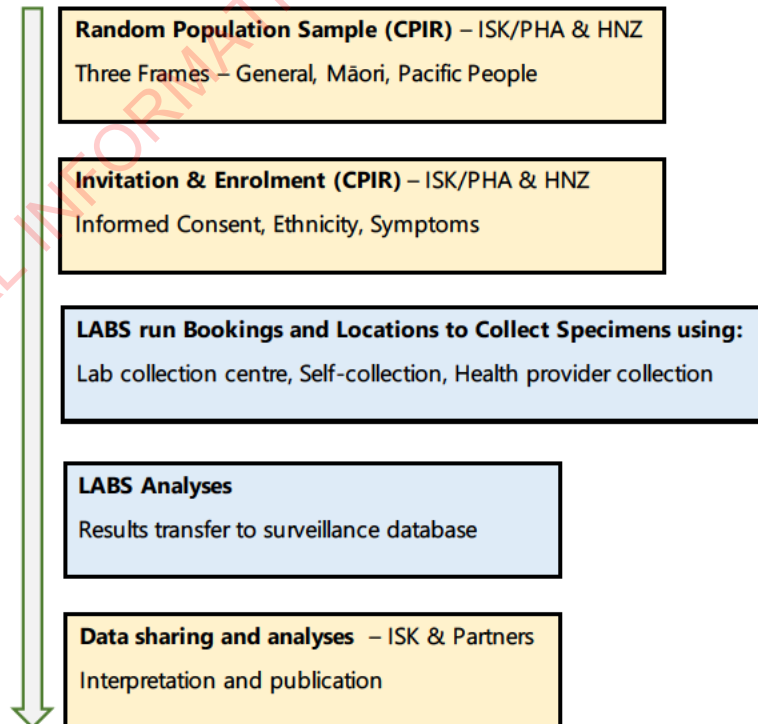 Random Population Sample (CPIR) – ISK/PHA & HNZ
Three Frames – General, Māori, Pacific People
Invitation & Enrolment (CPIR) – ISK/PHA & HNZ
Informed Consent, Ethnicity, Symptoms
LABS run Bookings and Locations to Collect Specimens using:
Lab collection centre, Self-collection, Health provider collection
LABS Analyses
Results transfer to surveillance database
Data sharing and analyses – ISK & Partners
Interpretation and publication